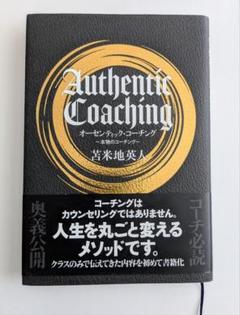 Authentic
Coaching
オーセンティック・コーチング
～本物のコーチング～
苫米地英人
コーチ必読
奥義公開
コーチングは
カウンセリングではありません。
人生を丸ごと変える
メソッドです。
クラスのみで伝えてきた内容を初めて書籍化